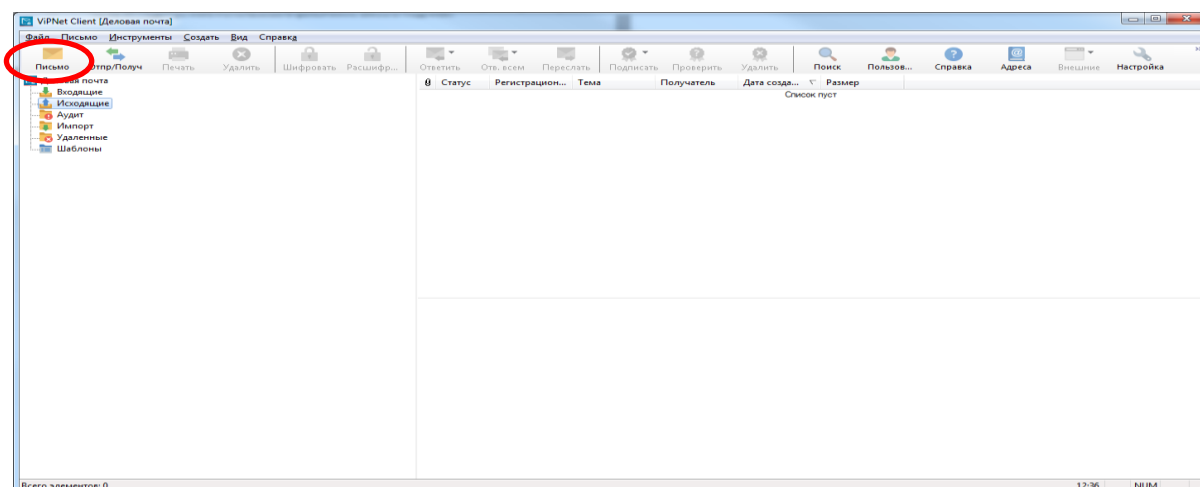 ViPNet Client [Деловая почта]
Файл Письмо Инструменты Создать Вид Справка
Письмо Отпр/Получ Печать Удалить Шифровать Расшифр... Ответить Отв. всем Переслать Подписать Проверить Удалить Поиск Пользов... Справка Адреса Внешние Настройка
Деловая почта
Статус Регистрацион... Тема Получатель Дата созда... Размер
Входящие
Список пуст
Исходящие
Аудит
Импорт
Удаленные
Шаблоны
Всего элементов: 0 12:36 NUM